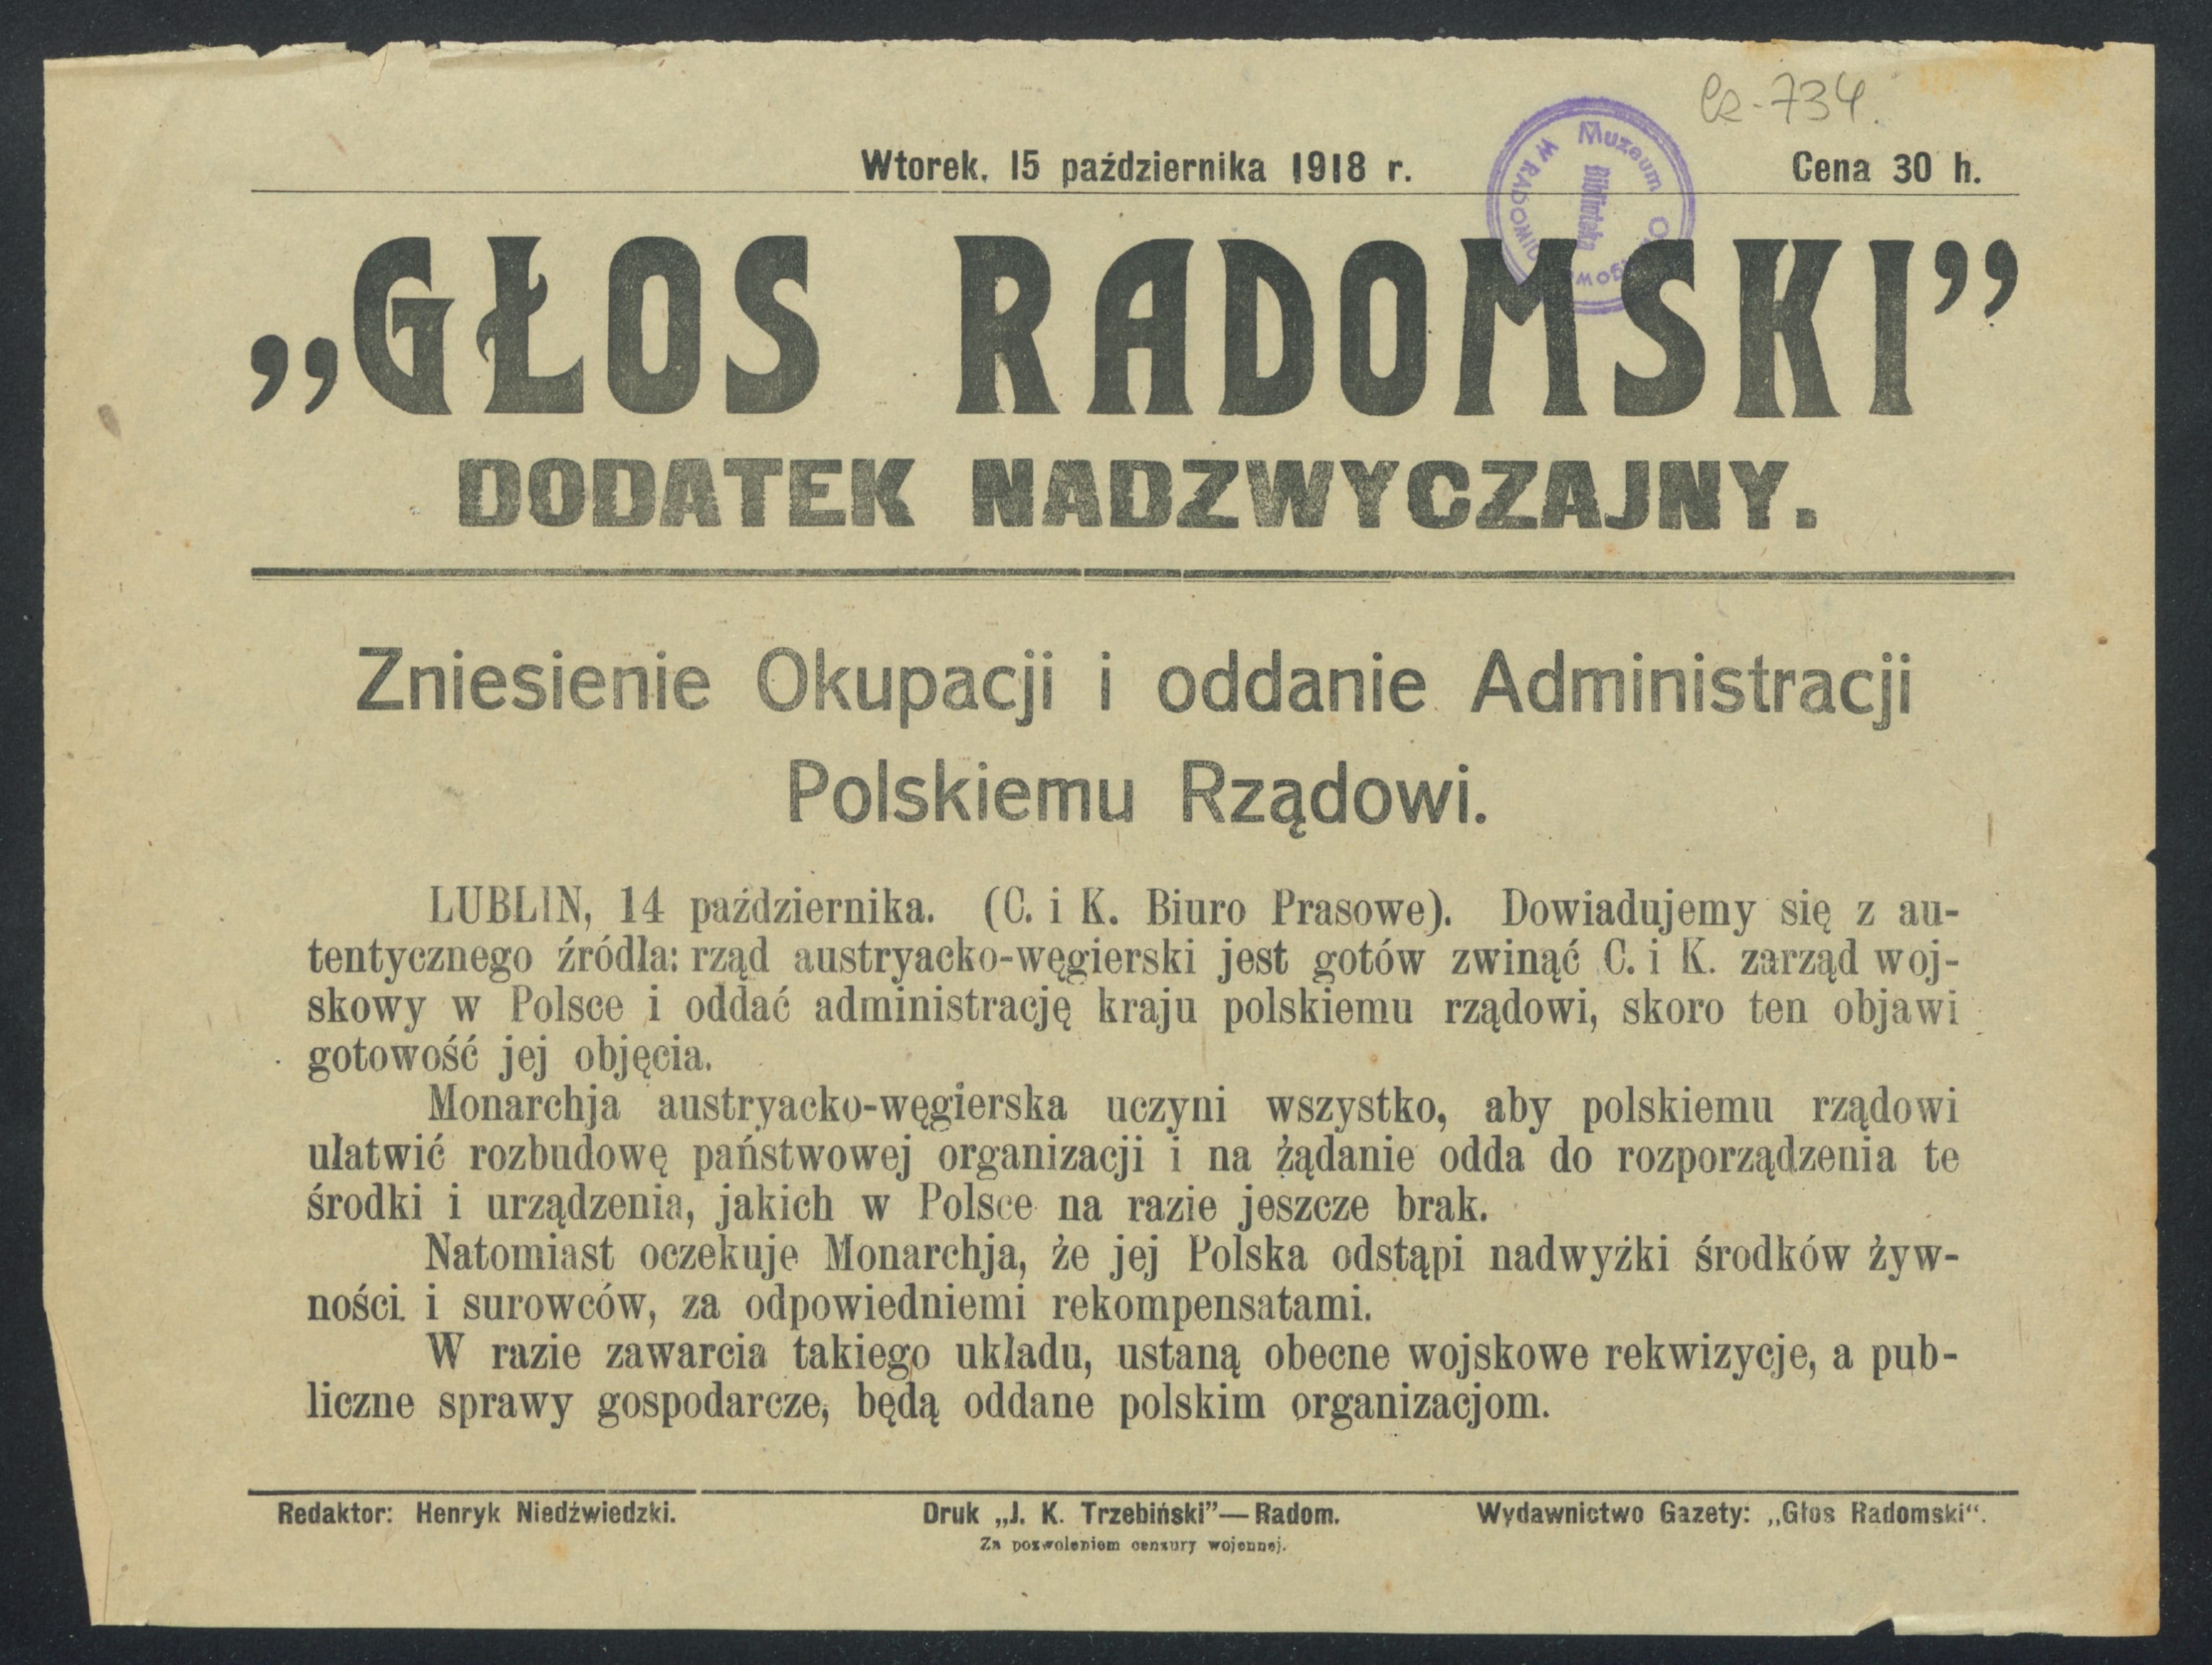 Cz-734.
Wtorek, 15 października 1918 r.
Cena 30 h.
Muzeum Okręgowe W RADOMIU
Biblioteka
„GŁOS RADOMSKI”
DODATEK NADZWYCZAJNY.
Zniesienie Okupacji i oddanie Administracji
Polskiemu Rządowi.
LUBLIN, 14 października. (C. i K. Biuro Prasowe). Dowiadujemy się z au-
tentycznego źródła: rząd austryacko-węgierski jest gotów zwinąć C. i K. zarząd woj-
skowy w Polsce i oddać administrację kraju polskiemu rządowi, skoro ten objawi
gotowość jej objęcia.
Monarchja austryacko-węgierska uczyni wszystko, aby polskiemu rządowi
ułatwić rozbudowę państwowej organizacji i na żądanie odda do rozporządzenia te
środki i urządzenia, jakich w Polsce na razie jeszcze brak.
Natomiast oczekuje Monarchja, że jej Polska odstąpi nadwyżki środków żyw-
ności i surowców, za odpowiedniemi rekompensatami.
W razie zawarcia takiego układu, ustaną obecne wojskowe rekwizycje, a pub-
liczne sprawy gospodarcze, będą oddane polskim organizacjom.
Redaktor: Henryk Niedźwiedzki.
Druk „J. K. Trzebiński”—Radom.
Wydawnictwo Gazety: „Głos Radomski“.
Za pozwoleniem cenzury wojennej.